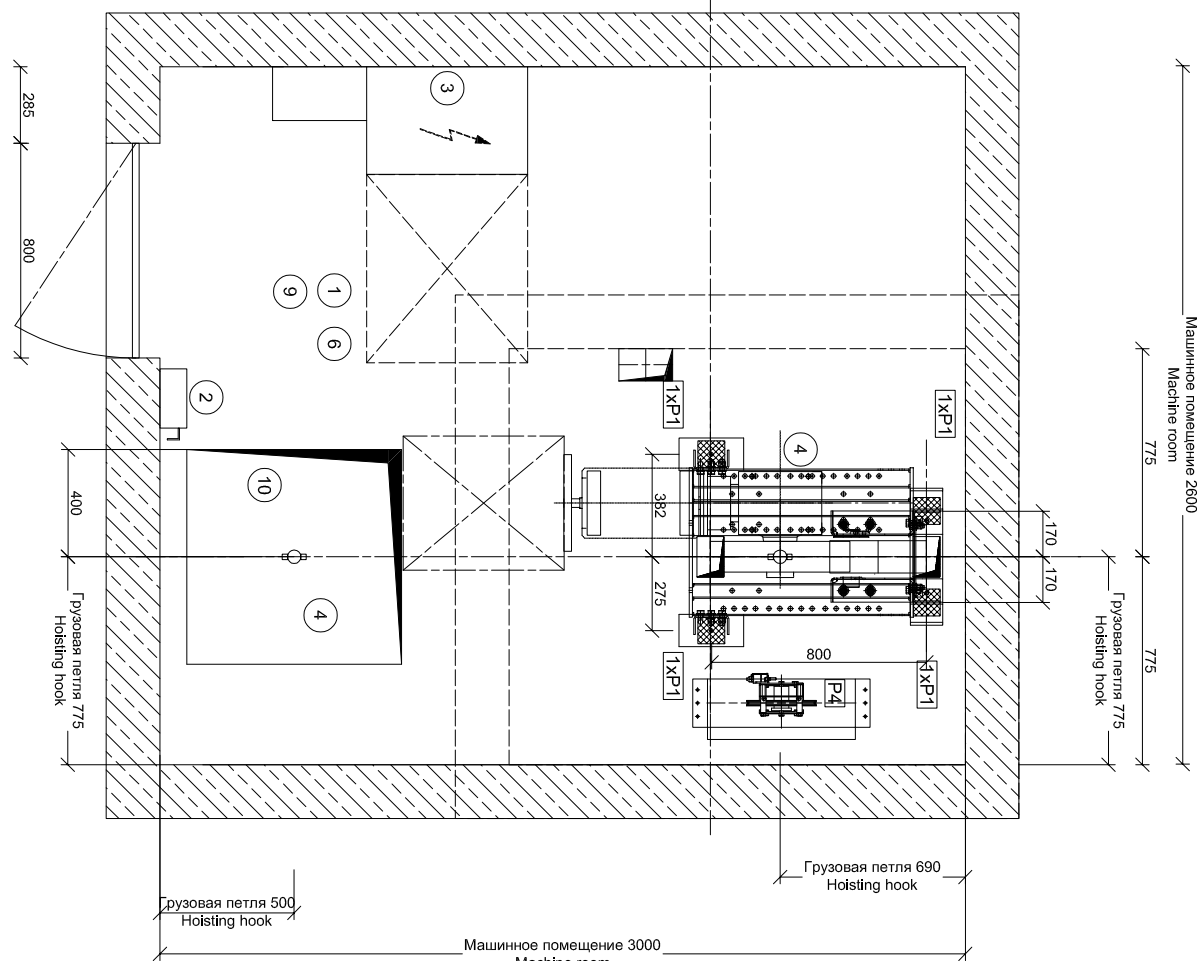 3
285
800
9
1
6
2
10
400
4
Грузовая петля 775
Hoisting hook
1xP1
4
1xP1
382
275
170
170
800
1xP1
1xP1
P4
Машинное помещение 2600
Machine room
775
775
Грузовая петля 775
Hoisting hook
Грузовая петля 690
Hoisting hook
Грузовая петля 500
Hoisting hook
Машинное помещение 3000
Machine room